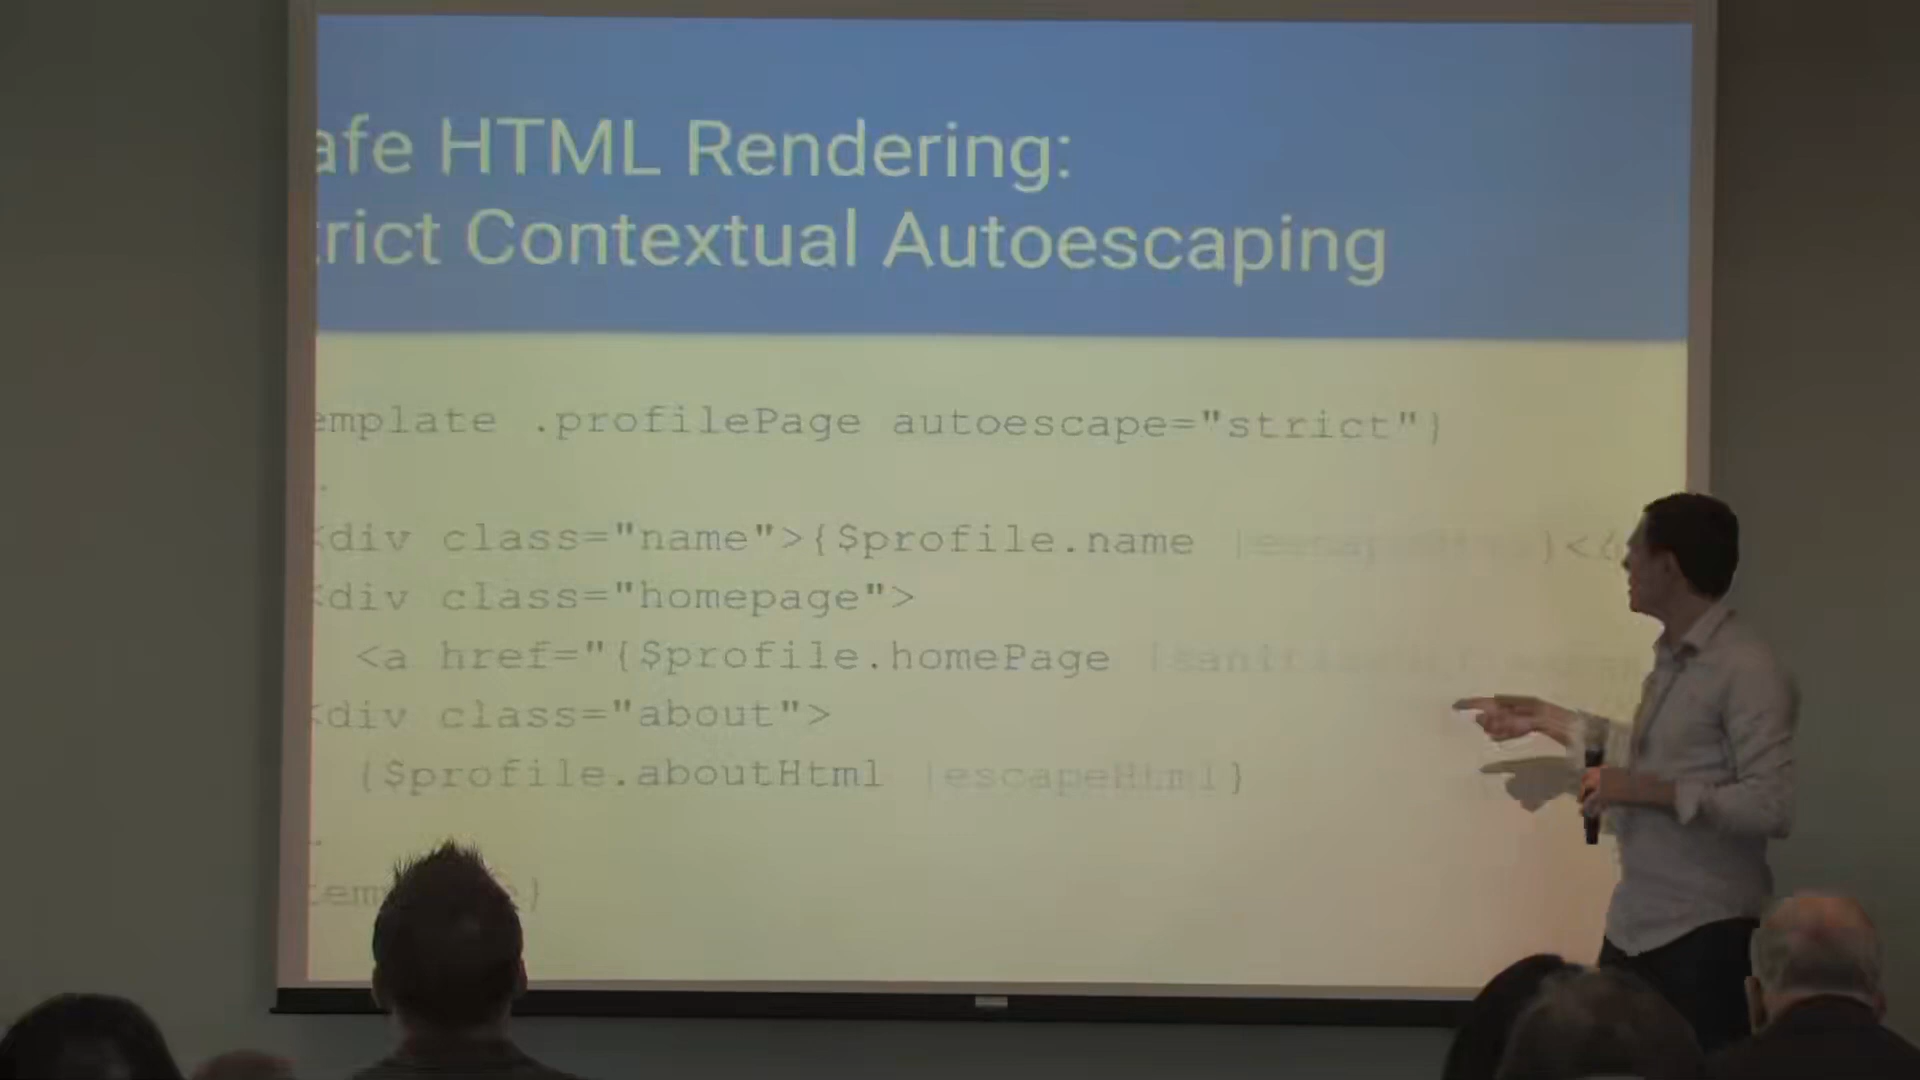 afe HTML Rendering:
rict Contextual Autoescaping
emplate .profilePage autoescape="strict"}
<div class="name">{$profile.name }<
<div class="homepage">
<a href="{$profile.homePage
<div class="about">
{$profile.aboutHtml |escapeHtml}